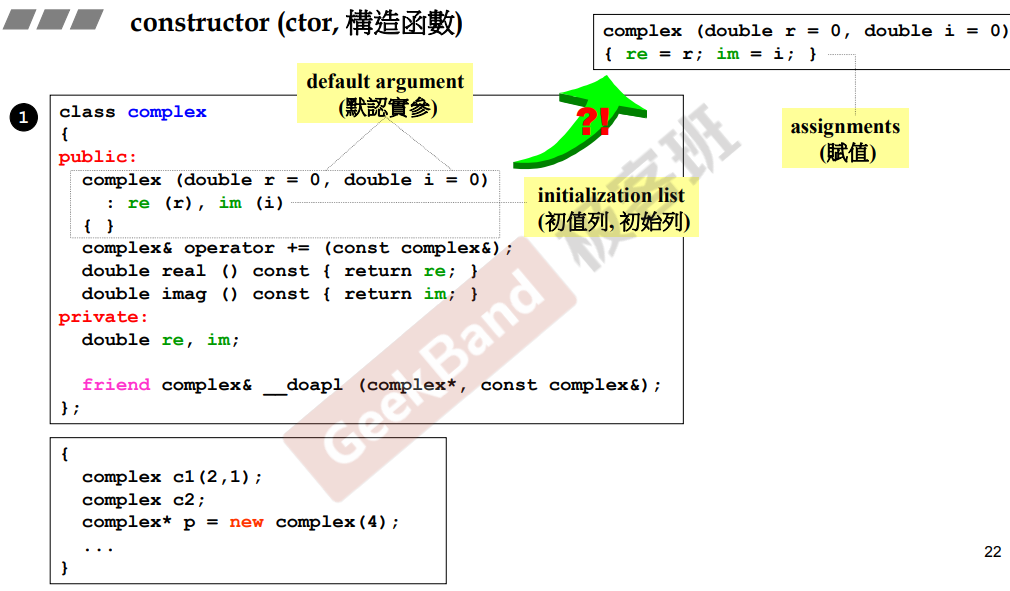 constructor (ctor, 構造函數)
complex (double r = 0, double i = 0)
{ re = r; im = i; }
assignments
(賦值)
default argument
(默認實參)
?!
1
class complex
{
public:
complex (double r = 0, double i = 0)
: re (r), im (i)
{ }
initialization list
(初值列, 初始列)
complex& operator += (const complex&);
double real () const { return re; }
double imag () const { return im; }
private:
double re, im;
friend complex& __doapl (complex*, const complex&);
};
GeekBand 极客班
{
complex c1(2,1);
complex c2;
complex* p = new complex(4);
...
}
22